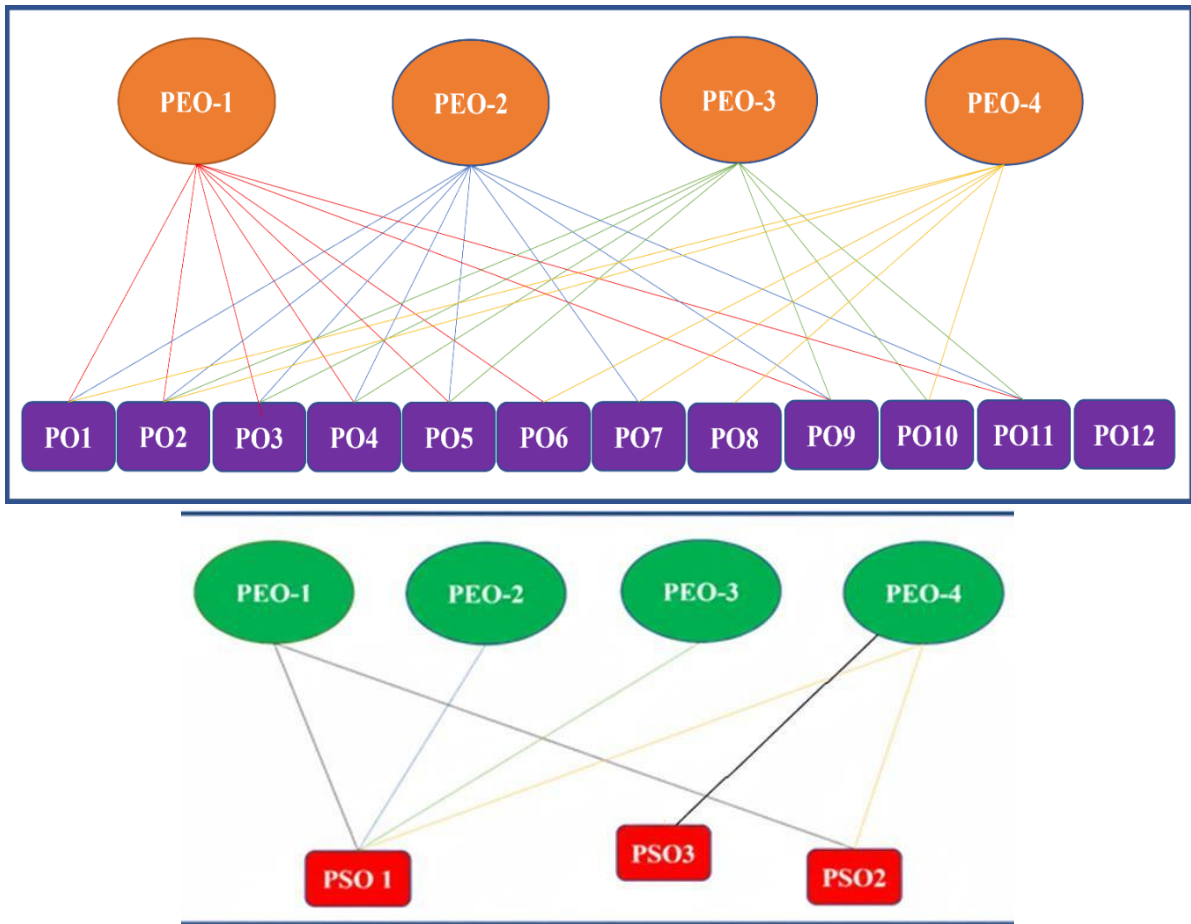 PEO-1 PEO-2 PEO-3 PEO-4
PO1 PO2 PO3 PO4 PO5 PO6 PO7 PO8 PO9 PO10 PO11 PO12
PEO-1 PEO-2 PEO-3 PEO-4
PSO3
PSO 1 PSO2